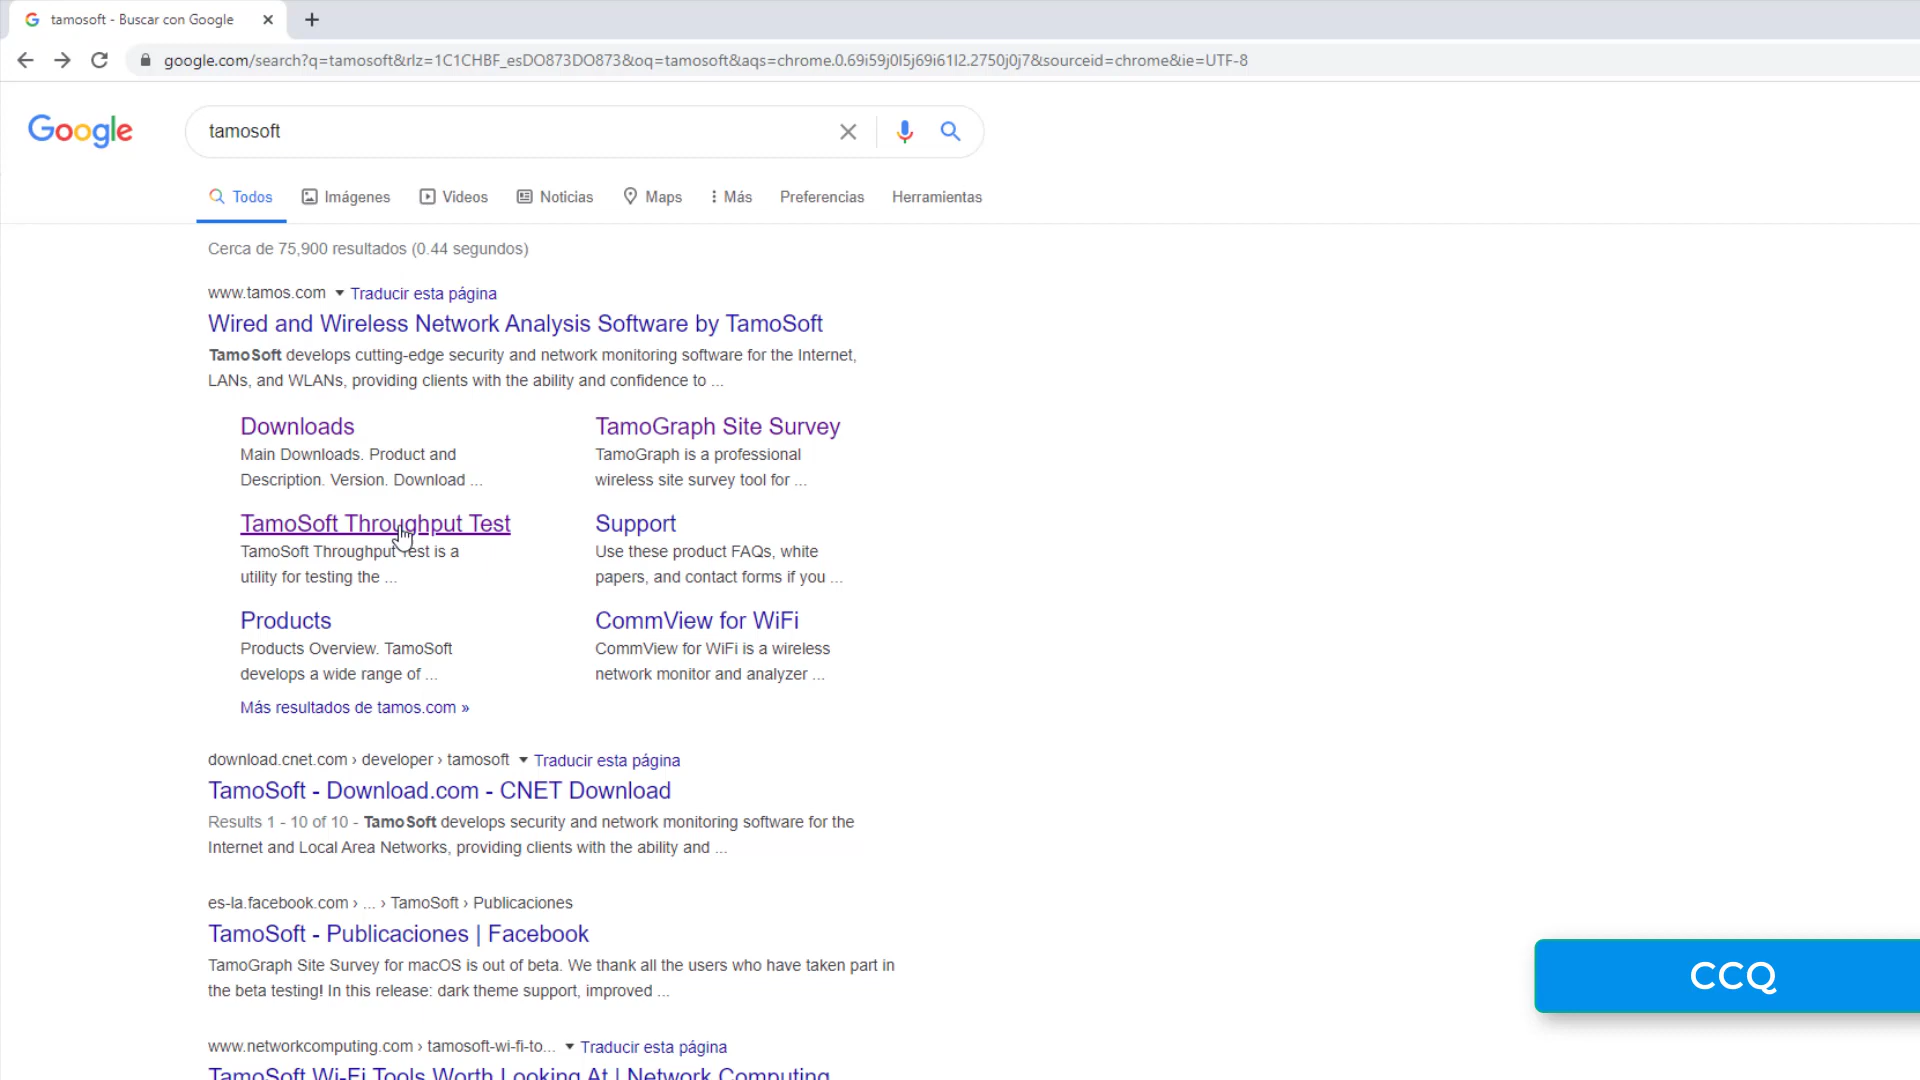 tamosoft - Buscar con Google
google.com/search?q=tamosoft&rlz=1C1CHBF_esDO873DO873&oq=tamosoft&aqs=chrome.0.69i59j0l5j69i61l2.2750j0j7&sourceid=chrome&ie=UTF-8
Google
tamosoft
Todos Imágenes Videos Noticias Maps Más Preferencias Herramientas
Cerca de 75,900 resultados (0.44 segundos)
www.tamos.com Traducir esta página
Wired and Wireless Network Analysis Software by TamoSoft
TamoSoft develops cutting-edge security and network monitoring software for the Internet,
LANs, and WLANs, providing clients with the ability and confidence to ...
Downloads
Main Downloads. Product and
Description. Version. Download ...
TamoGraph Site Survey
TamoGraph is a professional
wireless site survey tool for ...
TamoSoft Throughput Test
TamoSoft Throughput Test is a
utility for testing the ...
Support
Use these product FAQs, white
papers, and contact forms if you ...
Products
Products Overview. TamoSoft
develops a wide range of ...
CommView for WiFi
CommView for WiFi is a wireless
network monitor and analyzer ...
Más resultados de tamos.com »
download.cnet.com › developer › tamosoft Traducir esta página
TamoSoft - Download.com - CNET Download
Results 1 - 10 of 10 - TamoSoft develops security and network monitoring software for the
Internet and Local Area Networks, providing clients with the ability and ...
es-la.facebook.com › ... › TamoSoft › Publicaciones
TamoSoft - Publicaciones | Facebook
TamoGraph Site Survey for macOS is out of beta. We thank all the users who have taken part in
the beta testing! In this release: dark theme support, improved ...
CCQ
www.networkcomputing.com › tamosoft-wi-fi-to... Traducir esta página
TamoSoft Wi-Fi Tools Worth Looking At | Network Computing